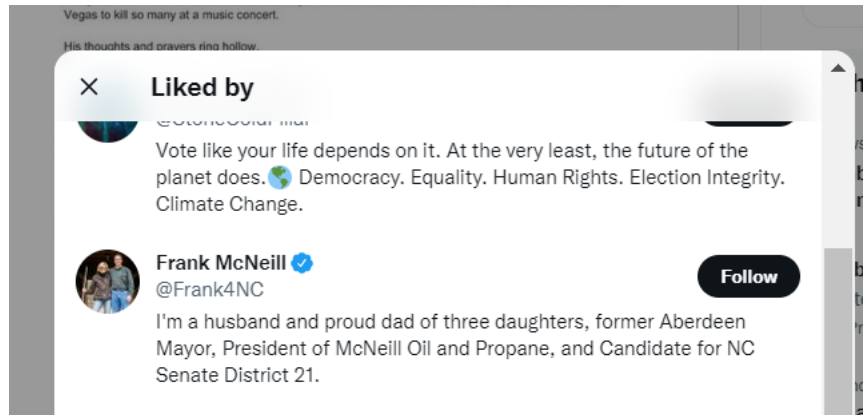 Vegas to kill so many at a music concert.
His thoughts and prayers ring hollow.
Liked by
Vote like your life depends on it. At the very least, the future of the
planet does.🌎 Democracy. Equality. Human Rights. Election Integrity.
Climate Change.
Frank McNeill
@Frank4NC
Follow
I'm a husband and proud dad of three daughters, former Aberdeen
Mayor, President of McNeill Oil and Propane, and Candidate for NC
Senate District 21.